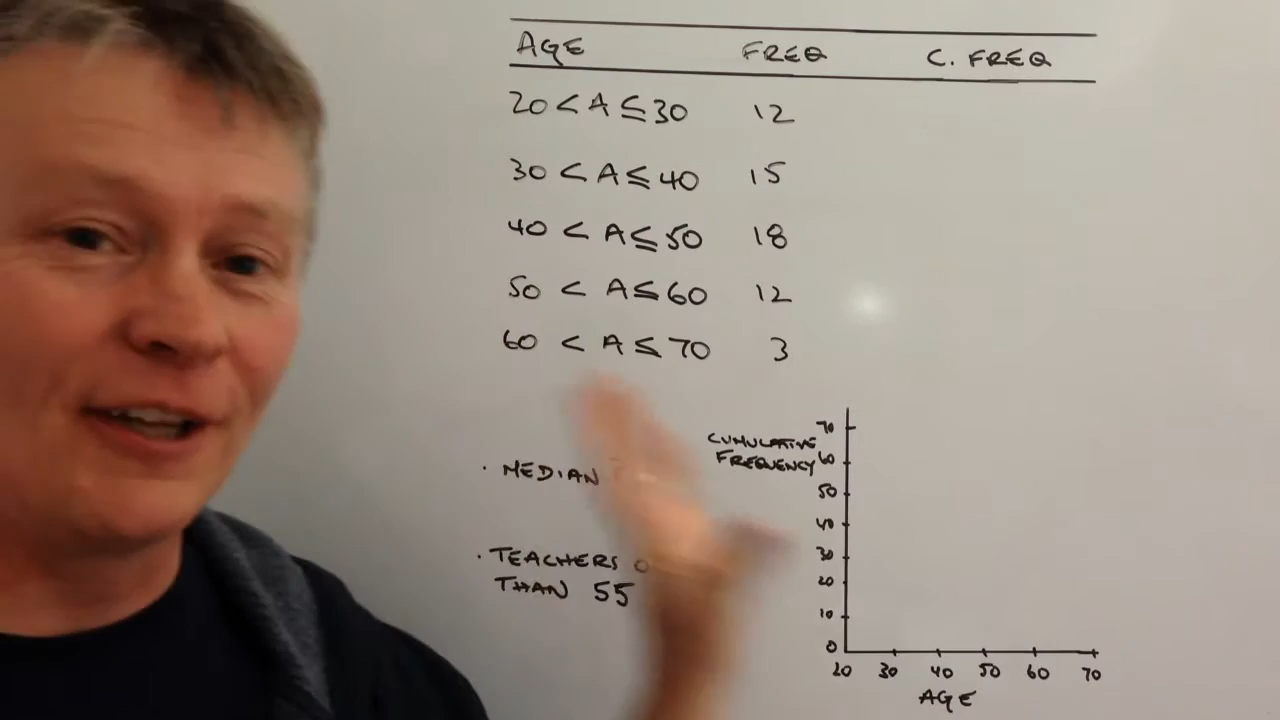 AGE FREQ C. FREQ
20 < A ≤ 30 12
30 < A ≤ 40 15
40 < A ≤ 50 18
50 < A ≤ 60 12
60 < A ≤ 70 3
· MEDIAN
· TEACHERS
THAN 55
CUMULATIVE
FREQUENCY
70
60
50
40
30
20
10
0
20 30 40 50 60 70
AGE